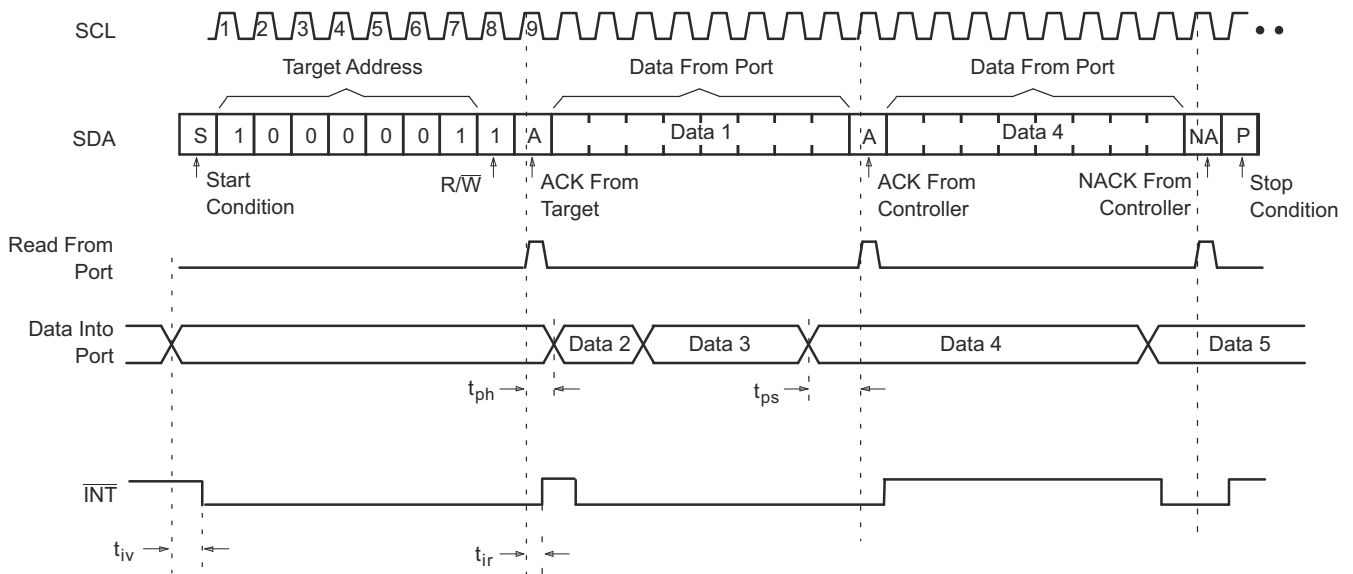 SCL
1 2 3 4 5 6 7 8 9
Target Address
Data From Port
Data From Port
SDA
S 1 0 0 0 0 0 1 1 A Data 1 A Data 4 NA P
Start
Condition
R/W
ACK From
Target
ACK From
Controller
NACK From
Controller
Stop
Condition
Read From
Port
Data Into
Port
Data 2 Data 3 Data 4 Data 5
tph
tps
INT
tiv
tir